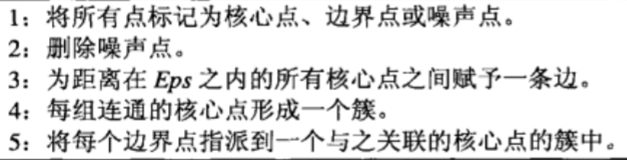 1：将所有点标记为核心点、边界点或噪声点。
2：删除噪声点。
3：为距离在 Eps 之内的所有核心点之间赋予一条边。
4：每组连通的核心点形成一个簇。
5：将每个边界点指派到一个与之关联的核心点的簇中。